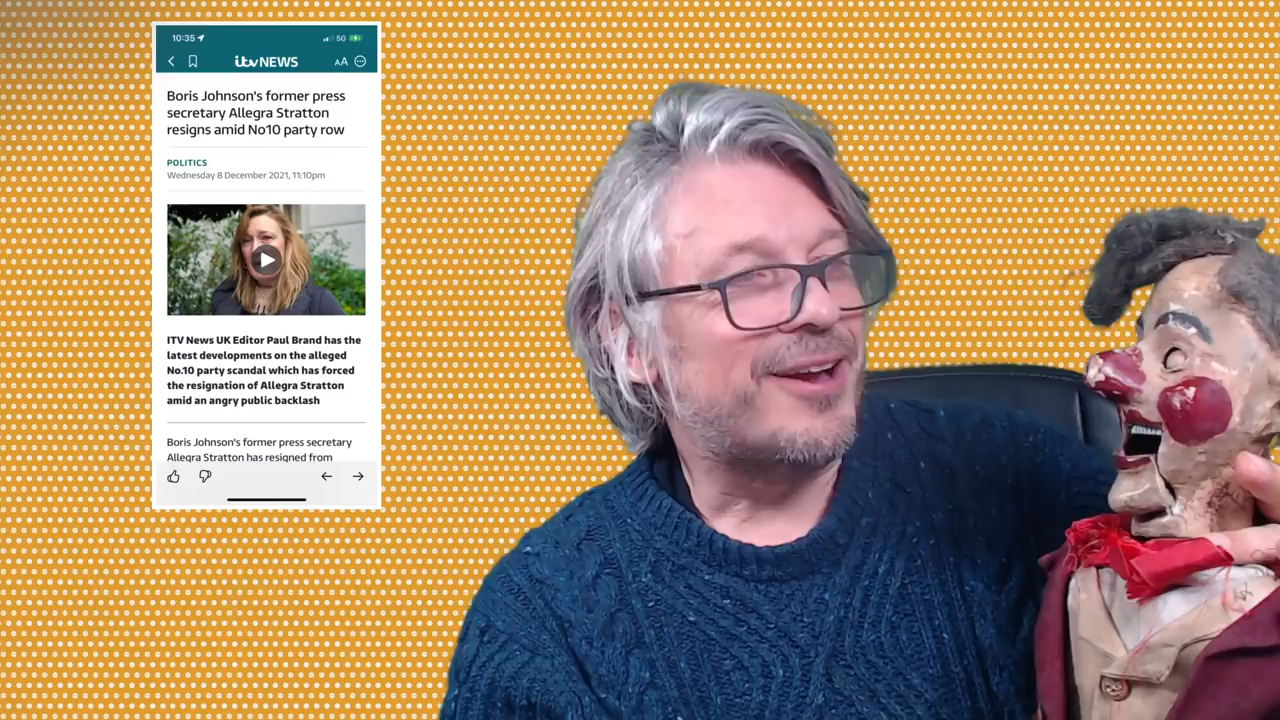 10:35
5G
itv NEWS
AA
Boris Johnson's former press
secretary Allegra Stratton
resigns amid No10 party row
POLITICS
Wednesday 8 December 2021, 11:10pm
ITV News UK Editor Paul Brand has the
latest developments on the alleged
No.10 party scandal which has forced
the resignation of Allegra Stratton
amid an angry public backlash
Boris Johnson's former press secretary
Allegra Stratton has resigned from